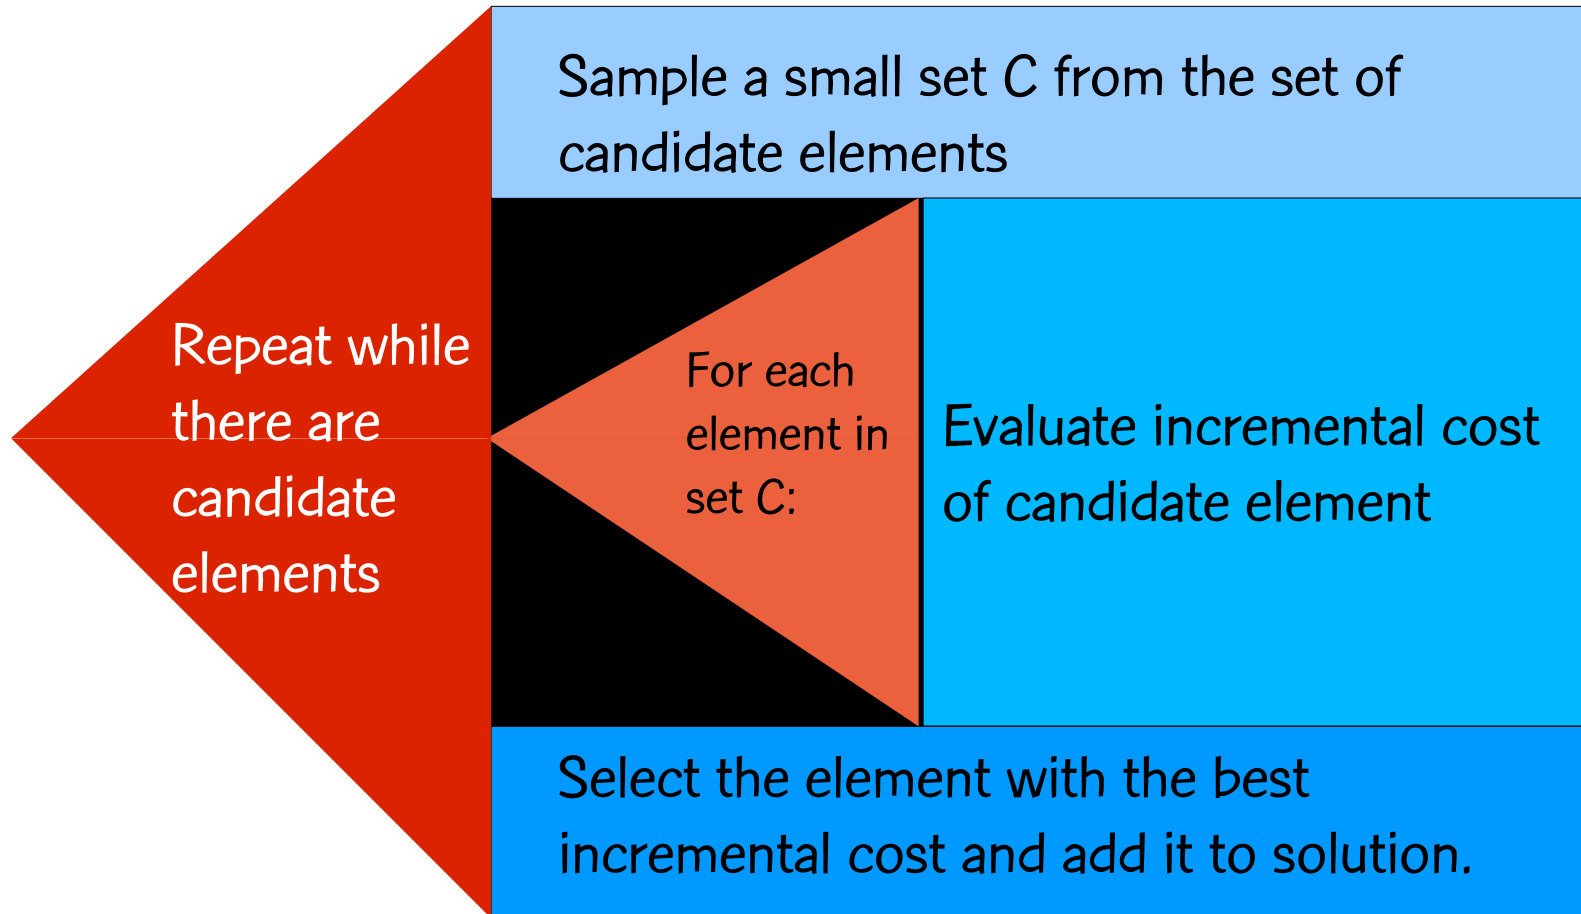 Sample a small set C from the set of
candidate elements
Repeat while
there are
candidate
elements
For each
element in
set C:
Evaluate incremental cost
of candidate element
Select the element with the best
incremental cost and add it to solution.